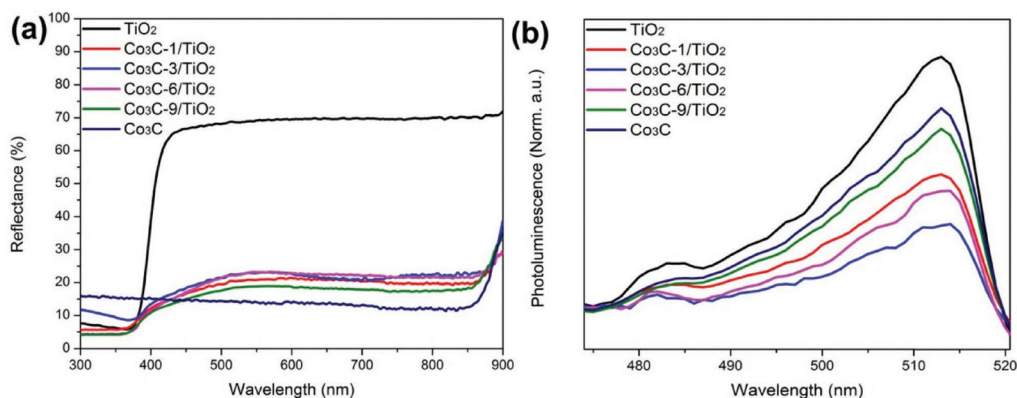 (a)
TiO₂
Co₃C-1/TiO₂
Co₃C-3/TiO₂
Co₃C-6/TiO₂
Co₃C-9/TiO₂
Co₃C
Reflectance (%)
100
90
80
70
60
50
40
30
20
10
0
300 400 500 600 700 800 900
Wavelength (nm)
(b)
TiO₂
Co₃C-1/TiO₂
Co₃C-3/TiO₂
Co₃C-6/TiO₂
Co₃C-9/TiO₂
Co₃C
Photoluminescence (Norm. a.u.)
480 490 500 510 520
Wavelength (nm)